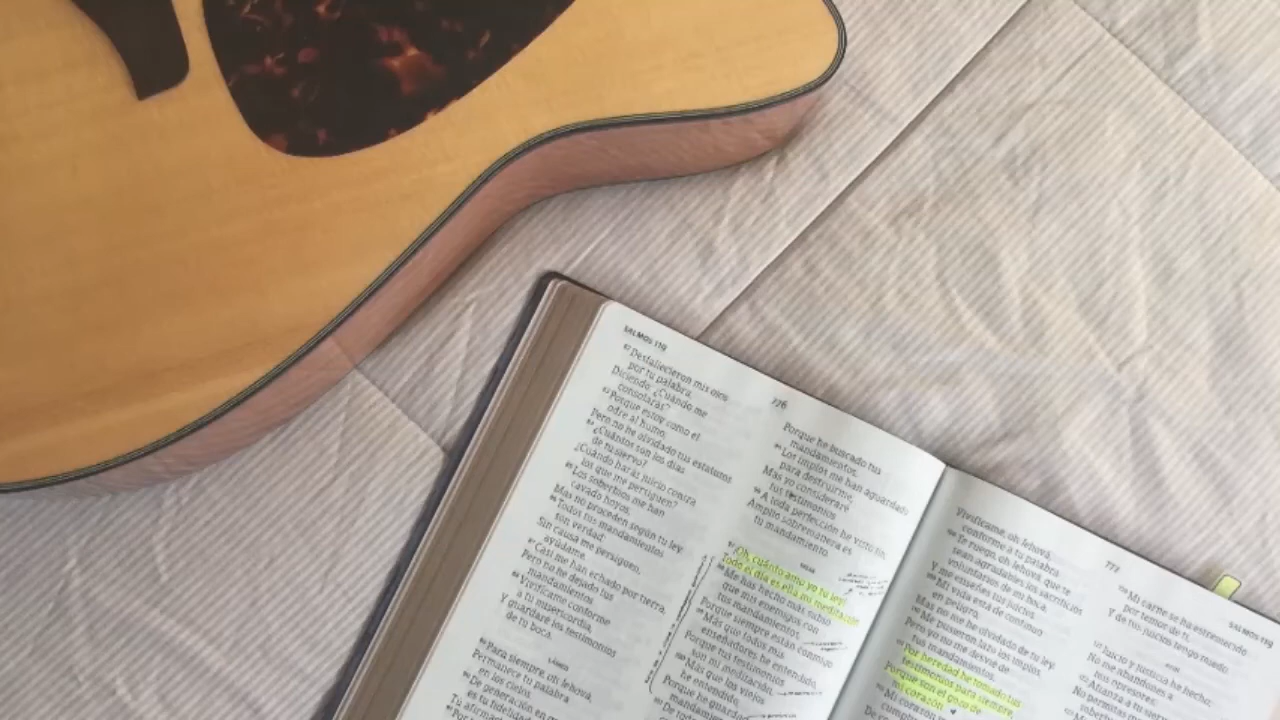 SALMOS 119
82 Desfallecieron mis ojos
por tu palabra,
Diciendo: ¿Cuándo me
consolarás?
83 Porque estoy como el
odre al humo;
Pero no he olvidado tus estatutos.
84 ¿Cuántos son los días
de tu siervo?
¿Cuándo harás juicio contra
los que me persiguen?
85 Los soberbios me han
cavado hoyos,
Mas no proceden según tu ley.
86 Todos tus mandamientos
son verdad;
Sin causa me persiguen;
ayúdame.
87 Casi me han echado por tierra,
Pero no he dejado tus
mandamientos.
88 Vivifícame conforme
a tu misericordia,
Y guardaré los testimonios
de tu boca.
LÁMED
89 Para siempre, oh Jehová,
Permanece tu palabra
en los cielos.
90 De generación en
es tu fidelidad
Tu afirmaste
776
Porque he buscado tus
mandamientos.
95 Los impíos me han aguardado
para destruirme;
Mas yo consideraré
tus testimonios.
96 A toda perfección he visto fin;
Amplio sobremanera es
tu mandamiento.
MEM
97 ¡Oh, cuánto amo yo tu ley!
Todo el día es ella mi meditación.
98 Me has hecho más sabio
que mis enemigos con
tus mandamientos,
Porque siempre están conmigo.
99 Más que todos mis
enseñadores he entendido,
Porque tus testimonios
son mi meditación.
100 Más que los viejos
he entendido,
Porque he guardado
mandamientos
De todo
Vivifícame, oh Jehová,
conforme a tu palabra.
108 Te ruego, oh Jehová, que te
sean agradables los sacrificios
voluntarios de mi boca,
Y me enseñes tus juicios.
109 Mi vida está de continuo
en peligro,
Mas no me he olvidado de tu ley.
110 Me pusieron lazo los impíos,
Pero yo no me desvié de
tus mandamientos.
111 Por heredad he tomado tus
testimonios para siempre,
Porque son el gozo de
mi corazón.
112 Mi corazón
cumplir
De
777
SALMOS 119
120 Mi carne se ha estremecido
por temor de ti,
Y de tus juicios tengo miedo.
AYIN
121 Juicio y justicia he hecho;
No me abandones a
mis opresores.
122 Afianza a tu
No permitas
sober